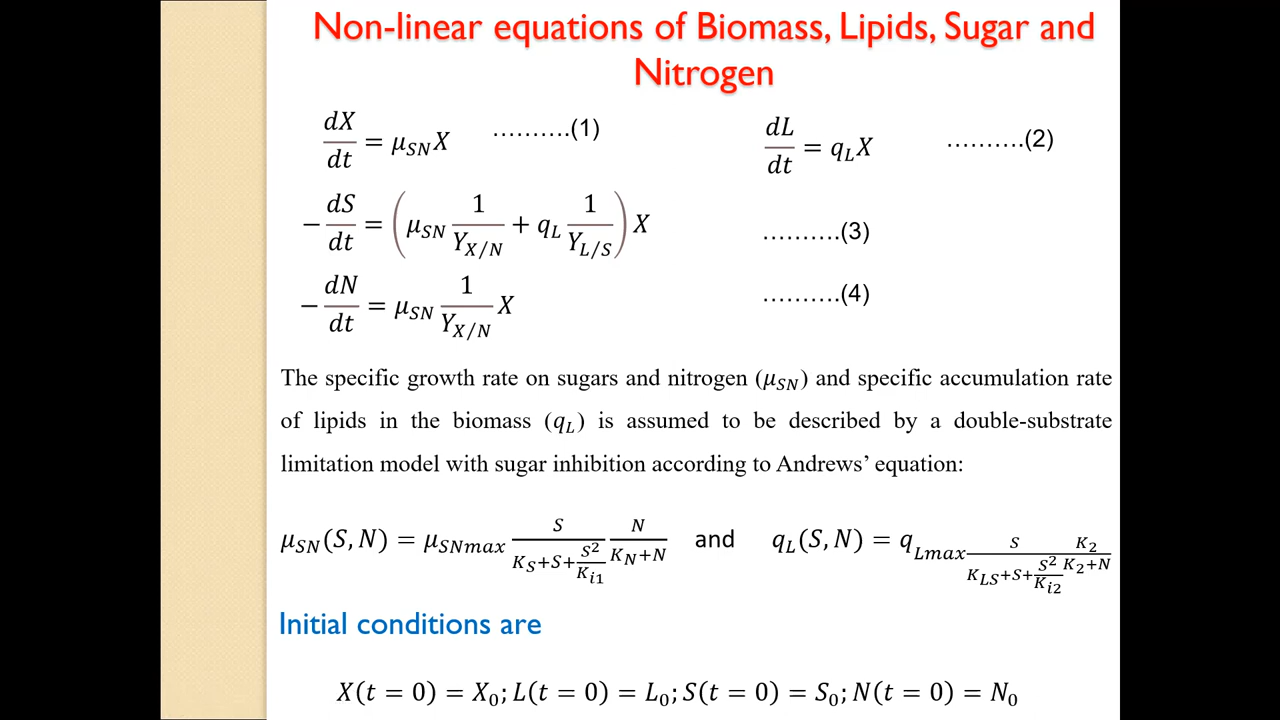 Non-linear equations of Biomass, Lipids, Sugar and
Nitrogen
dX/dt = μ_SN X ……….(1) dL/dt = q_L X ……….(2)
−dS/dt = (μ_SN 1/Y_X/N + q_L 1/Y_L/S) X ……….(3)
−dN/dt = μ_SN 1/Y_X/N X ……….(4)
The specific growth rate on sugars and nitrogen (μ_SN) and specific accumulation rate
of lipids in the biomass (q_L) is assumed to be described by a double-substrate
limitation model with sugar inhibition according to Andrews’ equation:
μ_SN(S, N) = μ_SNmax S/(K_S+S+S²/K_i1) N/(K_N+N) and q_L(S, N) = q_Lmax S/(K_LS+S+S²/K_i2) K_2/(K_2+N)
Initial conditions are
X(t = 0) = X_0; L(t = 0) = L_0; S(t = 0) = S_0; N(t = 0) = N_0